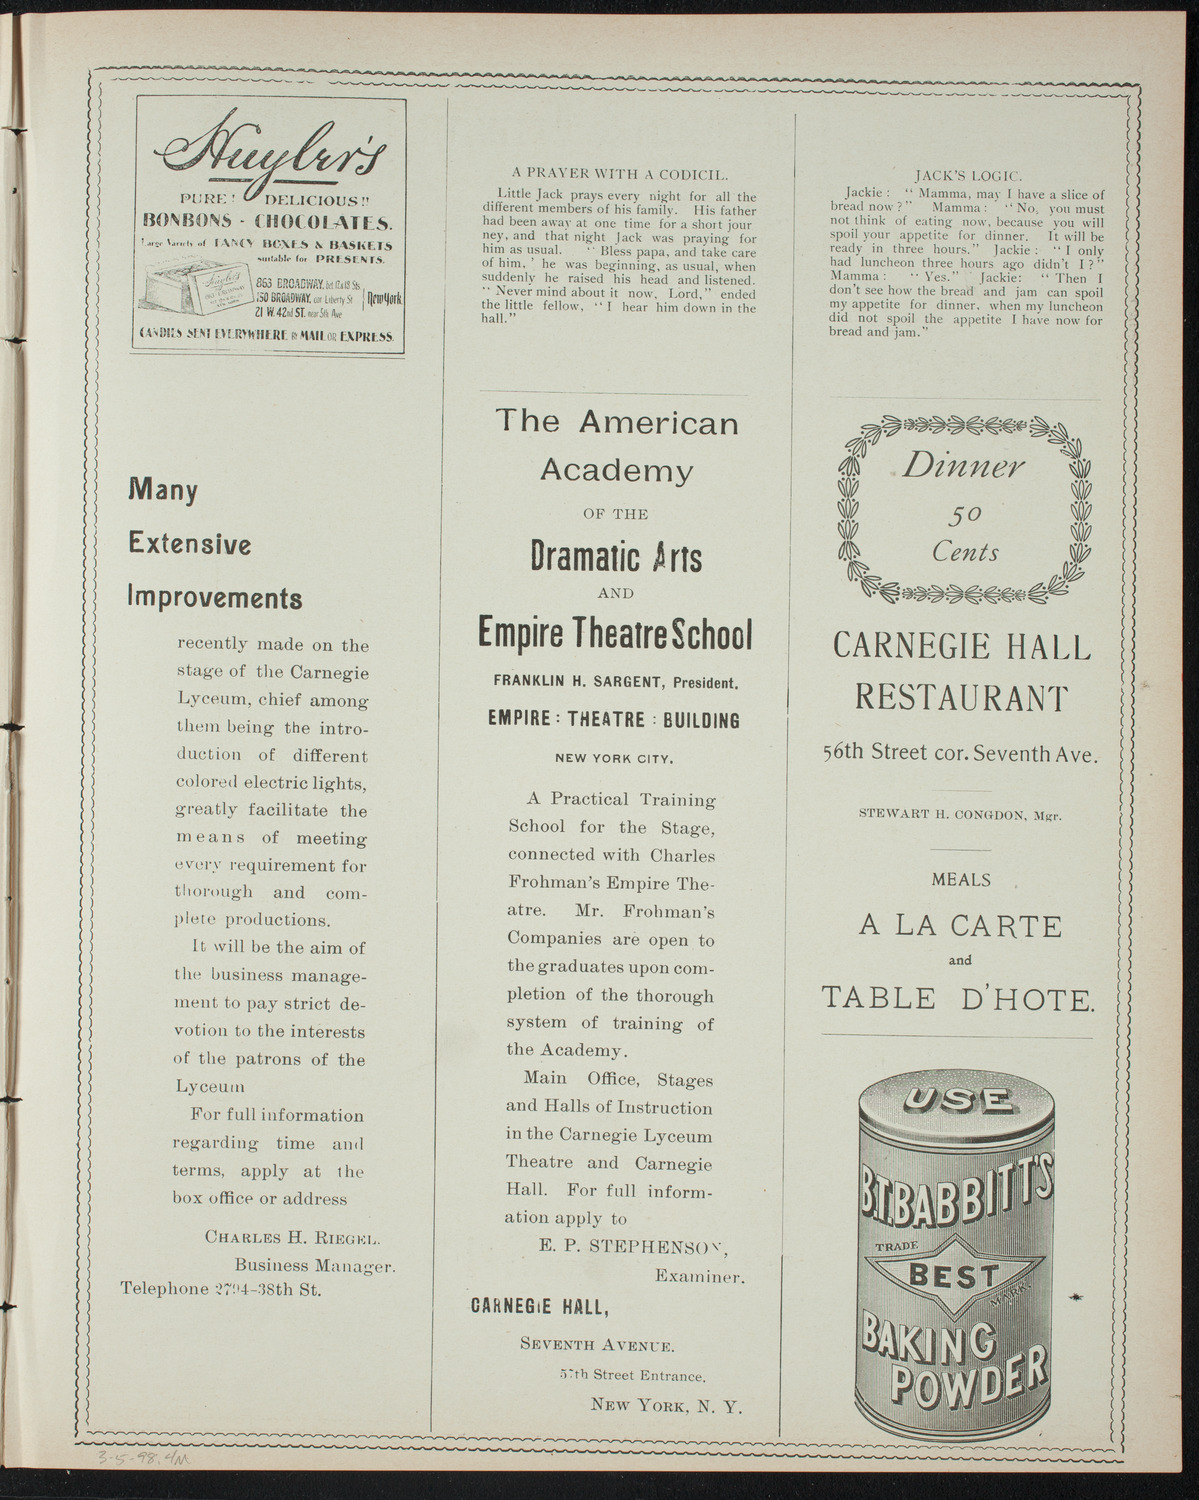 Huyler's
PURE! DELICIOUS!!
BONBONS - CHOCOLATES.
Large Variety of FANCY BOXES & BASKETS
suitable for PRESENTS.
Huyler's
863 BROADWAY, bet. 17 & 18 Sts.
150 BROADWAY, cor Liberty St
21 W. 42nd ST. near 5th Ave
New York
CANDIES SENT EVERYWHERE BY MAIL OR EXPRESS.
Many
Extensive
Improvements
recently made on the
stage of the Carnegie
Lyceum, chief among
them being the intro-
duction of different
colored electric lights,
greatly facilitate the
means of meeting
every requirement for
thorough and com-
plete productions.
It will be the aim of
the business manage-
ment to pay strict de-
votion to the interests
of the patrons of the
Lyceum
For full information
regarding time and
terms, apply at the
box office or address
CHARLES H. RIEGEL.
Business Manager.
Telephone 2794-38th St.
A PRAYER WITH A CODICIL.
Little Jack prays every night for all the
different members of his family. His father
had been away at one time for a short jour
ney, and that night Jack was praying for
him as usual. "Bless papa, and take care
of him,' he was beginning, as usual, when
suddenly he raised his head and listened.
"Never mind about it now, Lord," ended
the little fellow, "I hear him down in the
hall."
The American
Academy
OF THE
Dramatic Arts
AND
Empire Theatre School
FRANKLIN H. SARGENT, President.
EMPIRE : THEATRE : BUILDING
NEW YORK CITY.
A Practical Training
School for the Stage,
connected with Charles
Frohman's Empire The-
atre. Mr. Frohman's
Companies are open to
the graduates upon com-
pletion of the thorough
system of training of
the Academy.
Main Office, Stages
and Halls of Instruction
in the Carnegie Lyceum
Theatre and Carnegie
Hall. For full inform-
ation apply to
E. P. STEPHENSON,
Examiner.
CARNEGIE HALL,
SEVENTH AVENUE.
57th Street Entrance.
NEW YORK, N. Y.
JACK'S LOGIC.
Jackie: "Mamma, may I have a slice of
bread now?" Mamma: "No, you must
not think of eating now, because you will
spoil your appetite for dinner. It will be
ready in three hours." Jackie: "I only
had luncheon three hours ago didn't I?"
Mamma: "Yes." Jackie: "Then I
don't see how the bread and jam can spoil
my appetite for dinner, when my luncheon
did not spoil the appetite I have now for
bread and jam."
Dinner
50
Cents
CARNEGIE HALL
RESTAURANT
56th Street cor. Seventh Ave.
STEWART H. CONGDON, Mgr.
MEALS
A LA CARTE
and
TABLE D'HOTE.
USE
B.T. BABBITT'S
TRADE
BEST
MARK.
BAKING
POWDER
3-5-98, 4M